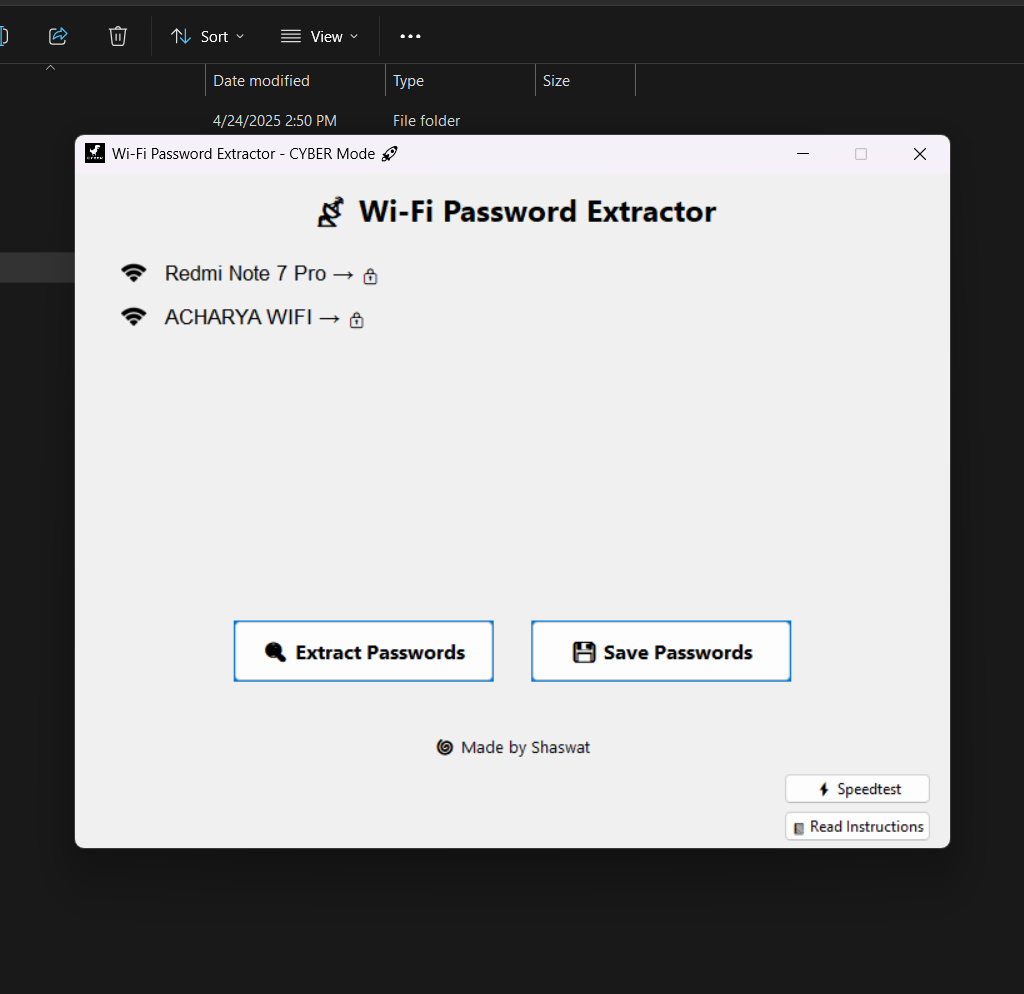 Sort View
Date modified Type Size
4/24/2025 2:50 PM File folder
Wi-Fi Password Extractor - CYBER Mode 🚀
Wi-Fi Password Extractor
Redmi Note 7 Pro →
ACHARYA WIFI →
Extract Passwords Save Passwords
Made by Shaswat
Speedtest
Read Instructions